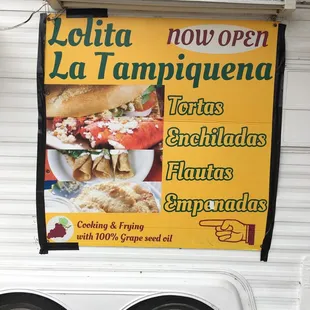 Lolita
NOW OPEN
La Tampiquena
Tortas
Enchiladas
Flautas
Empanadas
Cooking & Frying
with 100% Grape seed oil